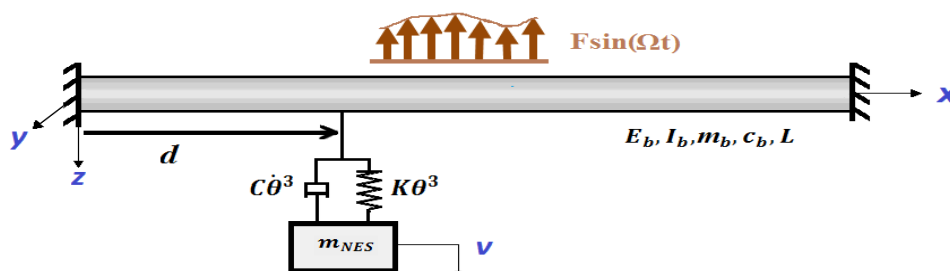 Fsin(Ωt)
x
y
z
d
E_b, I_b, m_b, c_b, L
Cθ̇³
Kθ³
m_NES
v